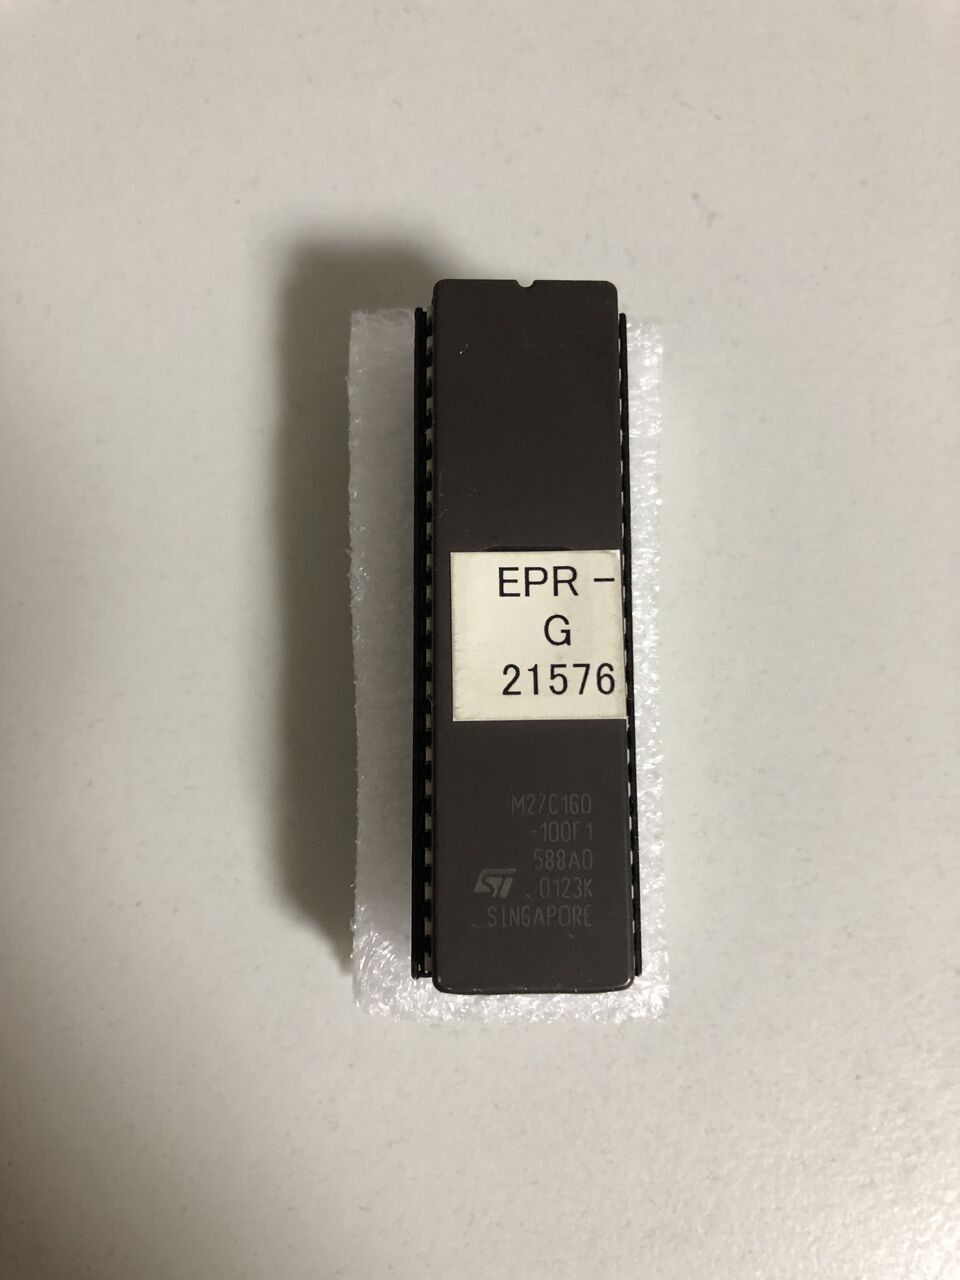 EPR -
G
21576
M27C160
-100F1
588A0
ST . 0123K
SINGAPORE